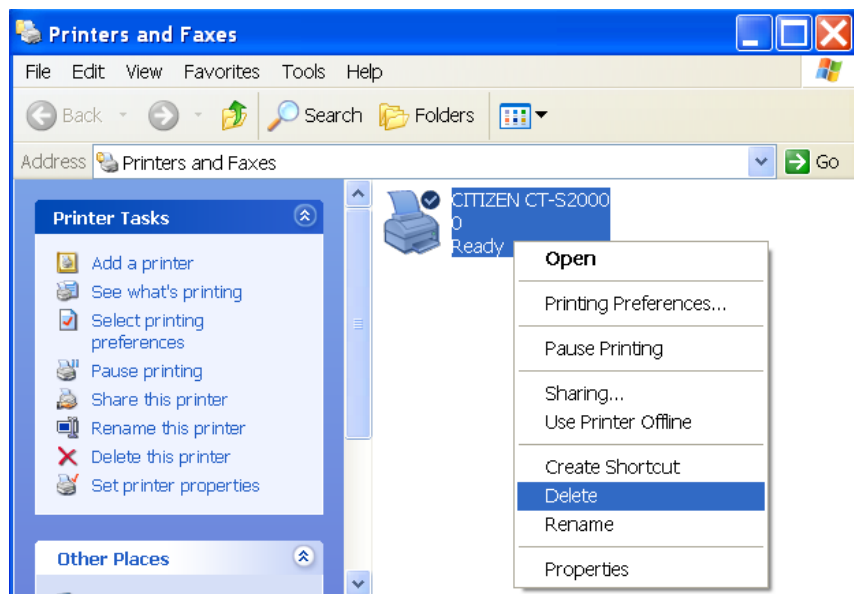 Printers and Faxes
File Edit View Favorites Tools Help
Back Search Folders
Address Printers and Faxes Go
Printer Tasks
Add a printer
See what's printing
Select printing
preferences
Pause printing
Share this printer
Rename this printer
Delete this printer
Set printer properties
Other Places
CITIZEN CT-S2000
0
Ready
Open
Printing Preferences...
Pause Printing
Sharing...
Use Printer Offline
Create Shortcut
Delete
Rename
Properties